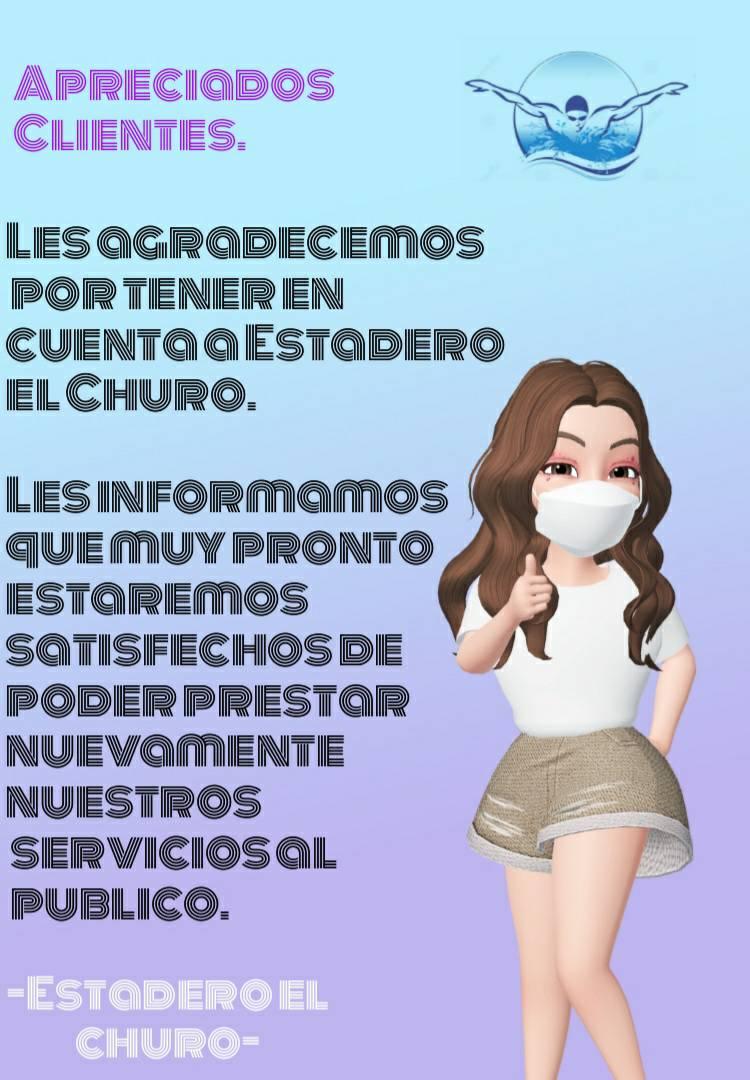 Apreciados
Clientes.
Les agradecemos
por tener en
cuenta a Estadero
el Churo.
Les informamos
que muy pronto
estaremos
satisfechos de
poder prestar
nuevamente
nuestros
servicios al
publico.
-Estadero el
churo-